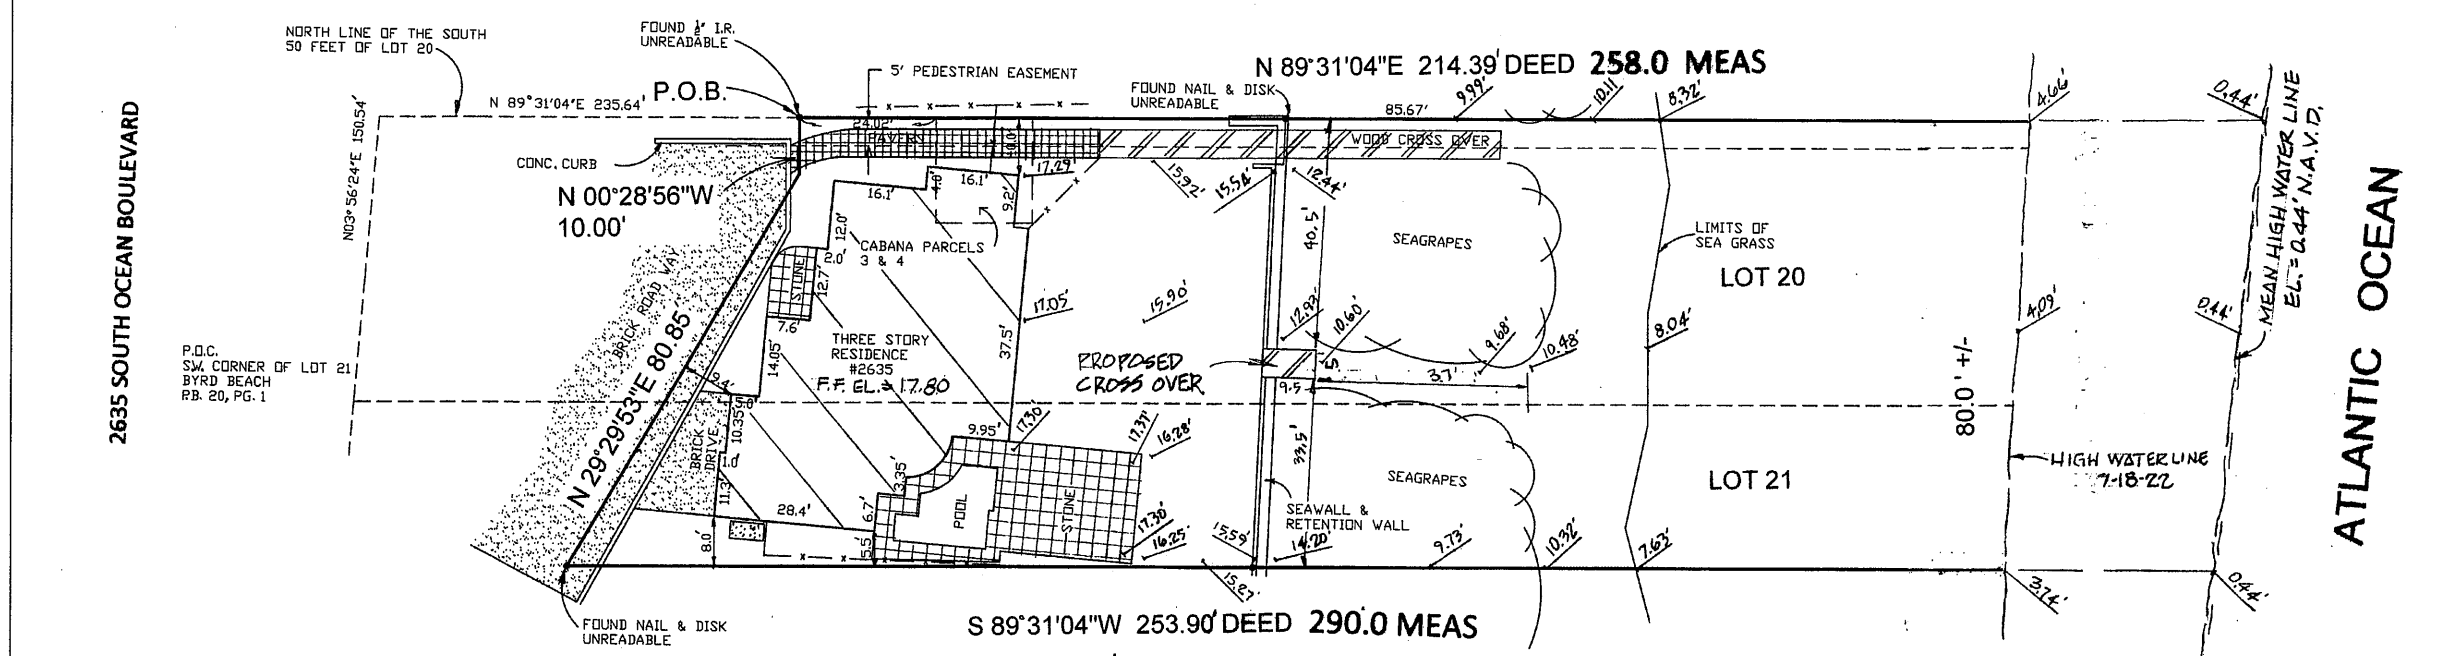 NORTH LINE OF THE SOUTH
50 FEET OF LOT 20
FOUND ½" I.R.
UNREADABLE
5' PEDESTRIAN EASEMENT
N 89°31'04"E 214.39' DEED 258.0 MEAS
FOUND NAIL & DISK
UNREADABLE
N 89°31'04"E 235.64'
P.O.B.
85.67'
9.99'
10.11
8.32'
4.66'
0.44'
MEAN HIGH WATER LINE
EL. = 0.44' N.A.V.D.
2635 SOUTH OCEAN BOULEVARD
N03°56'24"E 150.54'
24.02'
PAVERS
10.0'
WOOD CROSS OVER
CONC. CURB
N 00°28'56"W
10.00'
16.1'
4.0'
16.1'
9.2'
17.29'
15.92'
15.54'
12.44'
12.0'
CABANA PARCELS
3 & 4
2.0'
40.5'
SEAGRAPES
LIMITS OF
SEA GRASS
LOT 20
ATLANTIC OCEAN
BRICK ROAD WAY
STONE
12.7'
7.6'
17.05'
15.90'
12.93'
10.60'
9.68'
10.48'
8.04'
4.09'
0.44'
P.O.C.
S.W. CORNER OF LOT 21
BYRD BEACH
P.B. 20, PG. 1
N 29°29'53"E 80.85'
14.05'
THREE STORY
RESIDENCE
#2635
F.F. EL. = 17.80
37.5'
PROPOSED
CROSS OVER
5'
9.5
37'
80.0' +/-
9.4'
5.0'
BRICK
DRIVE
10.35'
1.0'
11.3'
9.95'
17.30'
17.37'
16.28'
33.5'
SEAGRAPES
LOT 21
HIGH WATER LINE
7-18-22
3.35'
28.4'
6.7'
5.5'
8.0'
POOL
STONE
17.30'
16.25'
15.59'
SEAWALL &
RETENTION WALL
14.20'
9.73'
10.32'
7.63'
3.74'
0.44'
15.27'
S 89°31'04"W 253.90' DEED 290.0 MEAS
FOUND NAIL & DISK
UNREADABLE